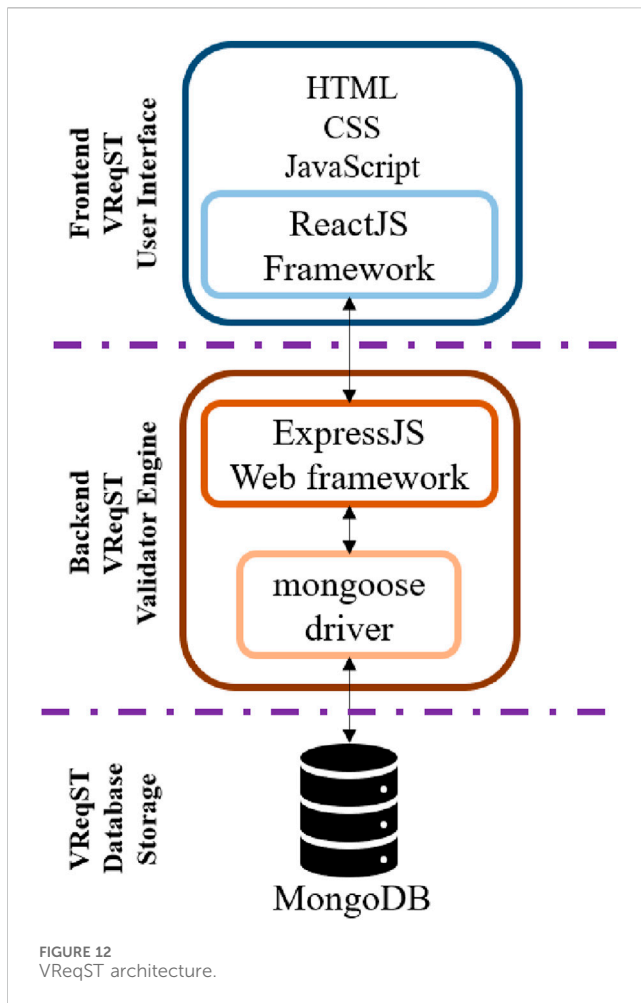 Frontend
VReqST
User Interface
HTML
CSS
JavaScript
ReactJS
Framework
Backend
VReqST
Validator Engine
ExpressJS
Web framework
mongoose
driver
VReqST
Database
Storage
MongoDB
FIGURE 12
VReqST architecture.